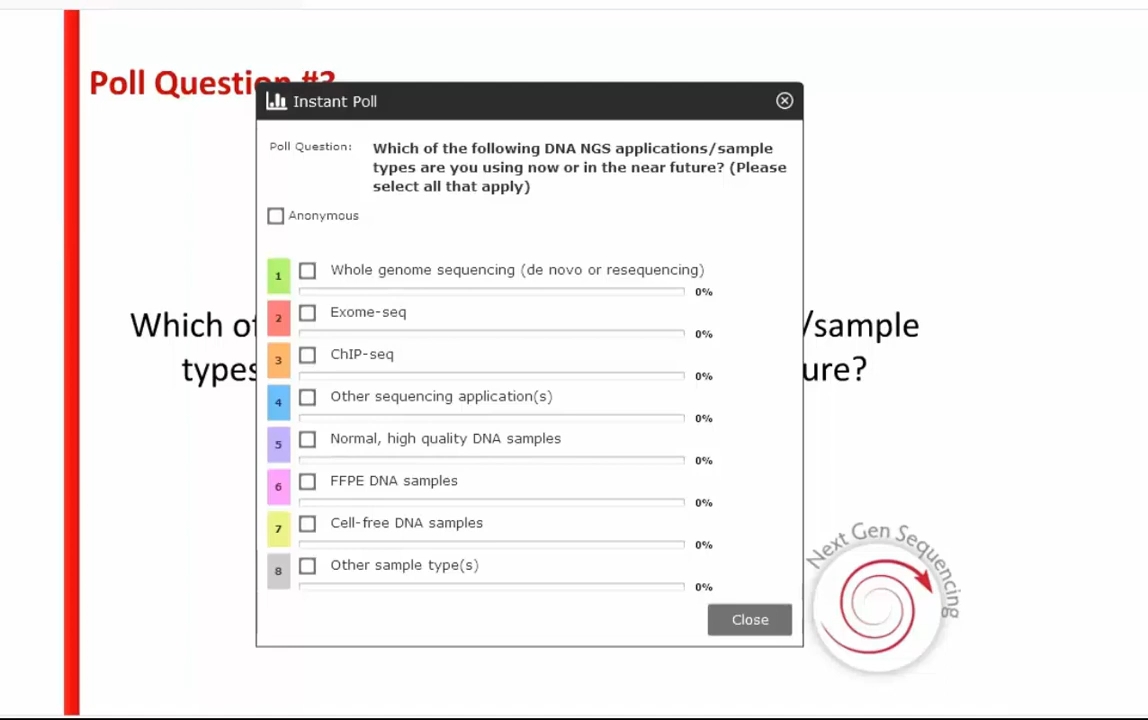 Poll Question #3
Instant Poll
Poll Question:
Which of the following DNA NGS applications/sample
types are you using now or in the near future? (Please
select all that apply)
Anonymous
1 Whole genome sequencing (de novo or resequencing)
0%
2 Exome-seq
0%
3 ChIP-seq
0%
4 Other sequencing application(s)
0%
5 Normal, high quality DNA samples
0%
6 FFPE DNA samples
0%
7 Cell-free DNA samples
0%
8 Other sample type(s)
0%
Close
Which of /sample
types ure?
Next Gen Sequencing